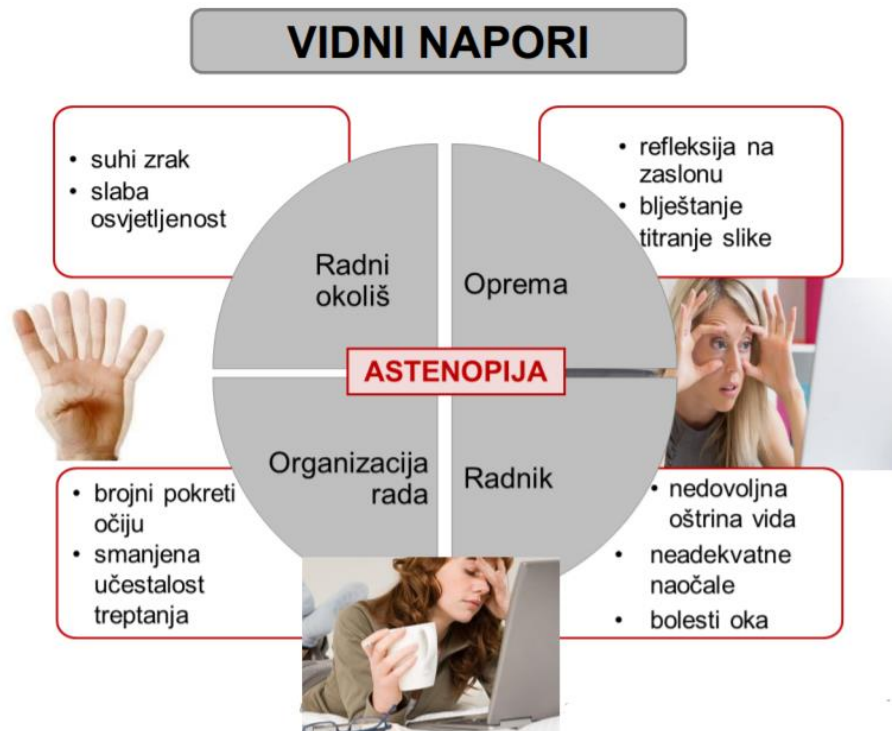 VIDNI NAPORI
• suhi zrak
• slaba
osvjetljenost
• refleksija na
zaslonu
• blještanje
• titranje slike
Radni
okoliš
Oprema
ASTENOPIJA
Organizacija
rada
Radnik
• brojni pokreti
očiju
• smanjena
učestalost
treptanja
• nedovoljna
oštrina vida
• neadekvatne
naočale
• bolesti oka